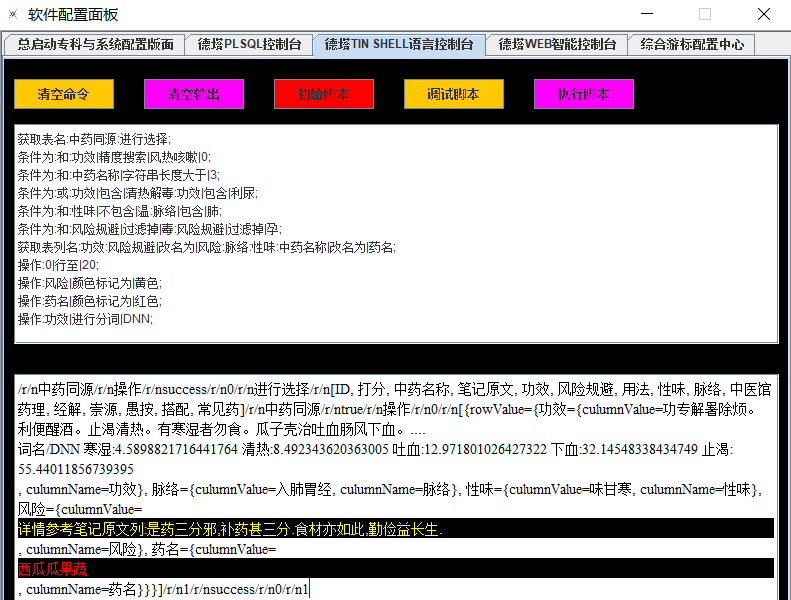 软件配置面板
总启动专科与系统配置版面 德塔PLSQL控制台 德塔TIN SHELL语言控制台 德塔WEB智能控制台 综合游标配置中心
清空命令 清空输出 初始脚本 调试脚本 执行脚本
获取表名:中药同源:进行选择;
条件为:和:功效|精度搜索|风热咳嗽|0;
条件为:和:中药名称|字符串长度大于|3;
条件为:或:功效|包含|清热解毒:功效|包含|利尿;
条件为:和:性味|不包含|温:脉络|包含|肺;
条件为:和:风险规避|过滤掉|毒:风险规避|过滤掉|孕;
获取表列名:功效:风险规避|改名为|风险:脉络:性味:中药名称|改名为|药名;
操作:0|行至|20;
操作:风险|颜色标记为|黄色;
操作:药名|颜色标记为|红色;
操作:功效|进行分词|DNN;
/r/n中药同源/r/n操作/r/nsuccess/r/n0/r/n进行选择/r/n[ID, 打分, 中药名称, 笔记原文, 功效, 风险规避, 用法, 性味, 脉络, 中医馆
药理, 经解, 崇源, 愚按, 搭配, 常见药]/r/n中药同源/r/ntrue/r/n操作/r/n0/r/n[{rowValue={功效={culumnValue=功专解暑除烦。
利便醒酒。止渴清热。有寒湿者勿食。瓜子壳治吐血肠风下血。....
词名/DNN 寒湿:4.5898821716441764 清热:8.492343620363005 吐血:12.971801026427322 下血:32.14548338434749 止渴:
55.44011856739395
, culumnName=功效}, 脉络={culumnValue=入肺胃经, culumnName=脉络}, 性味={culumnValue=味甘寒, culumnName=性味},
风险={culumnValue=
详情参考笔记原文列:是药三分邪,补药甚三分.食材亦如此,勤俭益长生.
, culumnName=风险}, 药名={culumnValue=
西瓜瓜果蔬
, culumnName=药名}}}]/r/n1/r/nsuccess/r/n0/r/n1